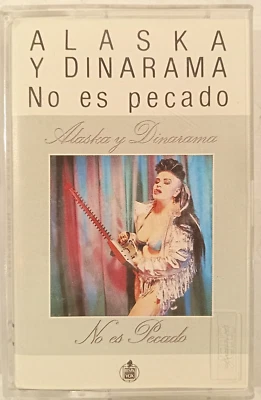 ALASKA
Y DINARAMA
No es pecado
Alaska y Dinarama
No es Pecado